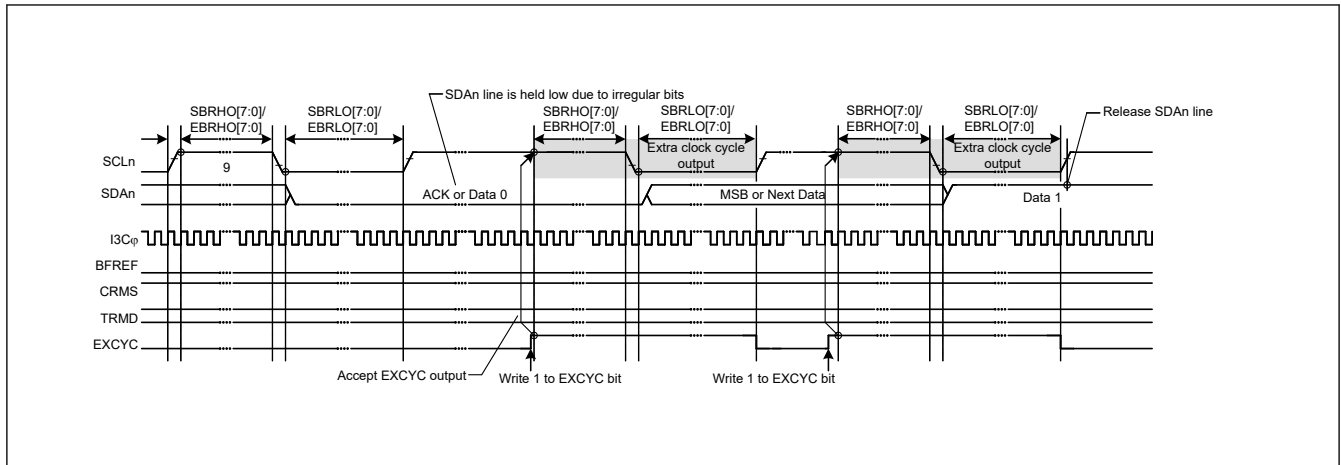 SDAn line is held low due to irregular bits
SBRHO[7:0]/
EBRHO[7:0]
SBRLO[7:0]/
EBRLO[7:0]
SBRHO[7:0]/
EBRHO[7:0]
SBRLO[7:0]/
EBRLO[7:0]
SBRHO[7:0]/
EBRHO[7:0]
SBRLO[7:0]/
EBRLO[7:0]
Release SDAn line
SCLn
9
Extra clock cycle
output
Extra clock cycle
output
SDAn
ACK or Data 0
MSB or Next Data
Data 1
I3Cφ
BFREF
CRMS
TRMD
EXCYC
Accept EXCYC output
Write 1 to EXCYC bit
Write 1 to EXCYC bit